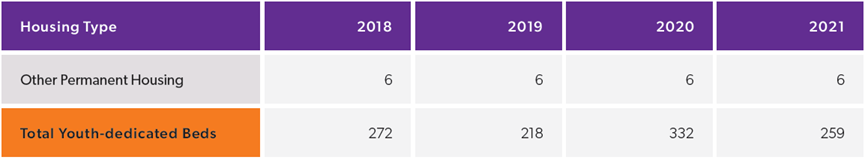 Housing Type 2018 2019 2020 2021
Other Permanent Housing 6 6 6 6
Total Youth-dedicated Beds 272 218 332 259